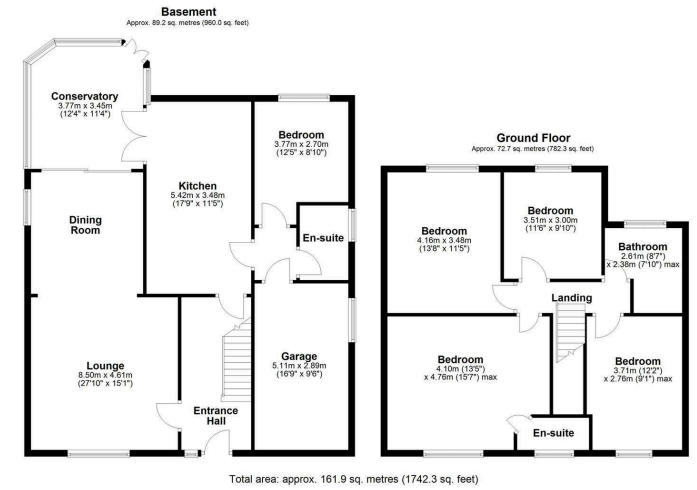 Basement
Approx. 89.2 sq. metres (960.0 sq. feet)
Conservatory
3.77m x 3.45m
(12'4" x 11'4")
Bedroom
3.77m x 2.70m
(12'5" x 8'10")
Kitchen
5.42m x 3.48m
(17'9" x 11'5")
Dining
Room
En-suite
Lounge
8.50m x 4.61m
(27'10" x 15'1")
Garage
5.11m x 2.89m
(16'9" x 9'6")
Entrance
Hall
Ground Floor
Approx. 72.7 sq. metres (782.3 sq. feet)
Bedroom
4.16m x 3.48m
(13'8" x 11'5")
Bedroom
3.51m x 3.00m
(11'6" x 9'10")
Bathroom
2.61m (8'7")
x 2.38m (7'10") max
Landing
Bedroom
4.10m (13'5")
x 4.76m (15'7") max
Bedroom
3.71m (12'2")
x 2.76m (9'1") max
En-suite
Total area: approx. 161.9 sq. metres (1742.3 sq. feet)